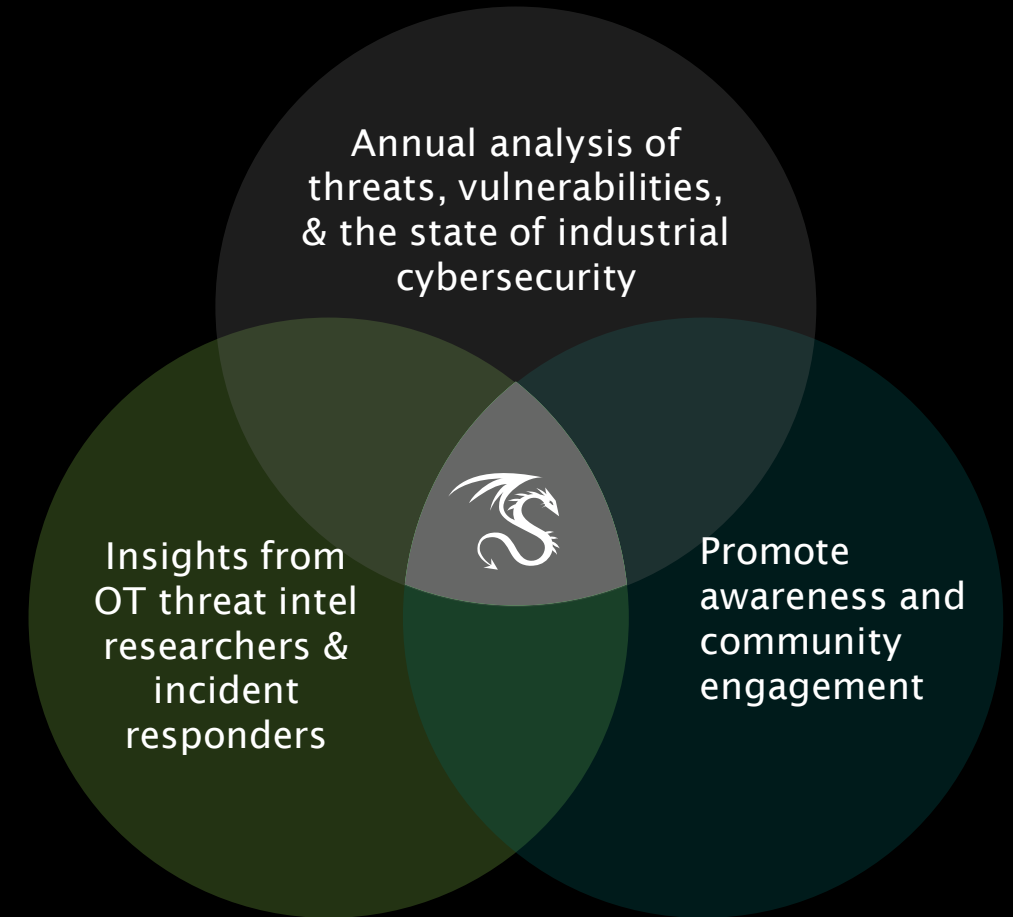 Annual analysis of
threats, vulnerabilities,
& the state of industrial
cybersecurity
Insights from
OT threat intel
researchers &
incident
responders
Promote
awareness and
community
engagement